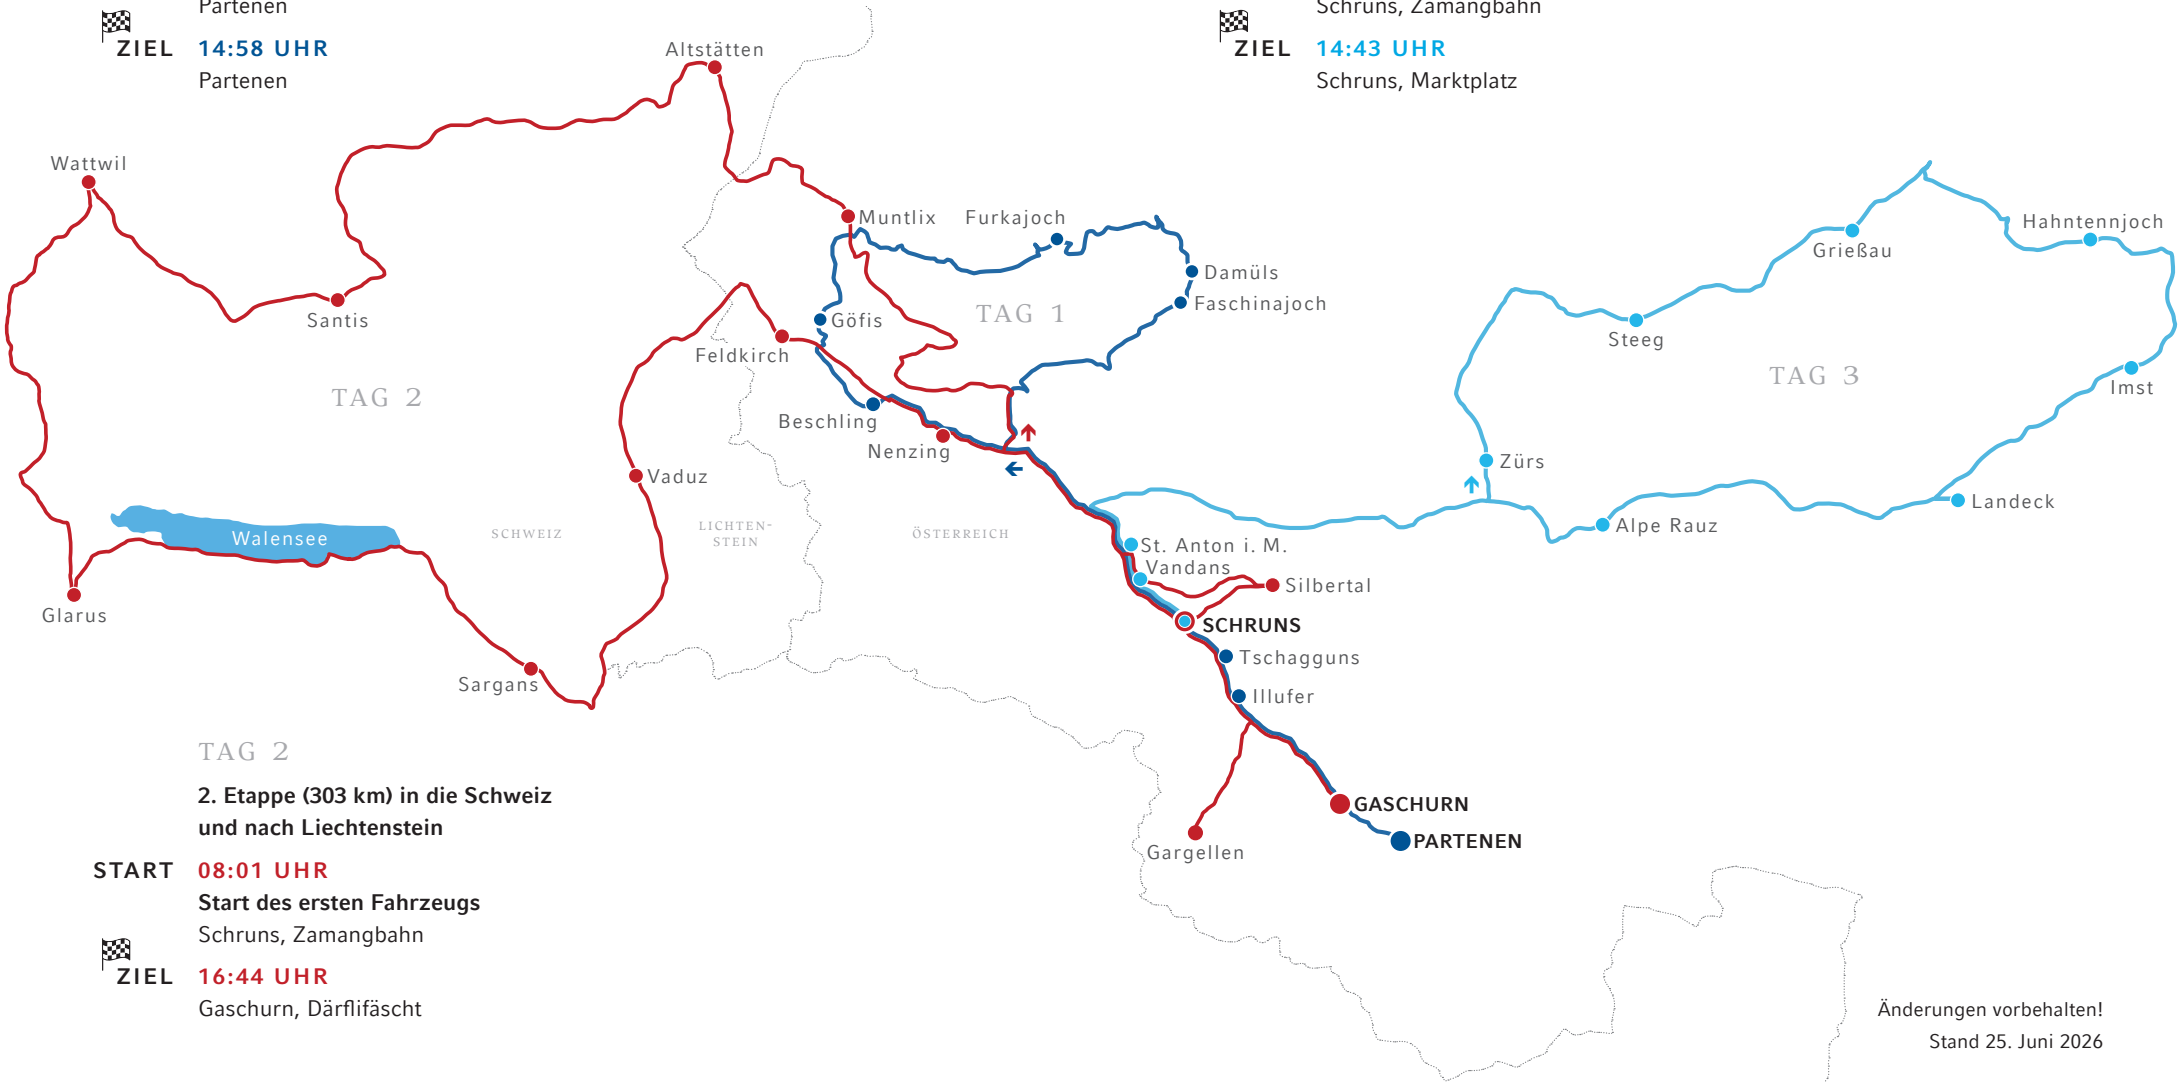 Partenen
ZIEL 14:58 UHR
Partenen
Schruns, Zamangbahn
ZIEL 14:43 UHR
Schruns, Marktplatz
Altstätten
Wattwil
Muntlix
Furkajoch
Grießau
Hahntennjoch
Damüls
Faschinajoch
Santis
Göfis
TAG 1
Feldkirch
Steeg
TAG 2
TAG 3
Imst
Beschling
Nenzing
Vaduz
Zürs
Landeck
Alpe Rauz
Walensee
SCHWEIZ
LICHTEN-
STEIN
ÖSTERREICH
St. Anton i. M.
Vandans
Silbertal
Glarus
SCHRUNS
Tschagguns
Sargans
Illufer
GASCHURN
PARTENEN
Gargellen
TAG 2
2. Etappe (303 km) in die Schweiz
und nach Liechtenstein
START 08:01 UHR
Start des ersten Fahrzeugs
Schruns, Zamangbahn
ZIEL 16:44 UHR
Gaschurn, Därflifäscht
Änderungen vorbehalten!
Stand 25. Juni 2026